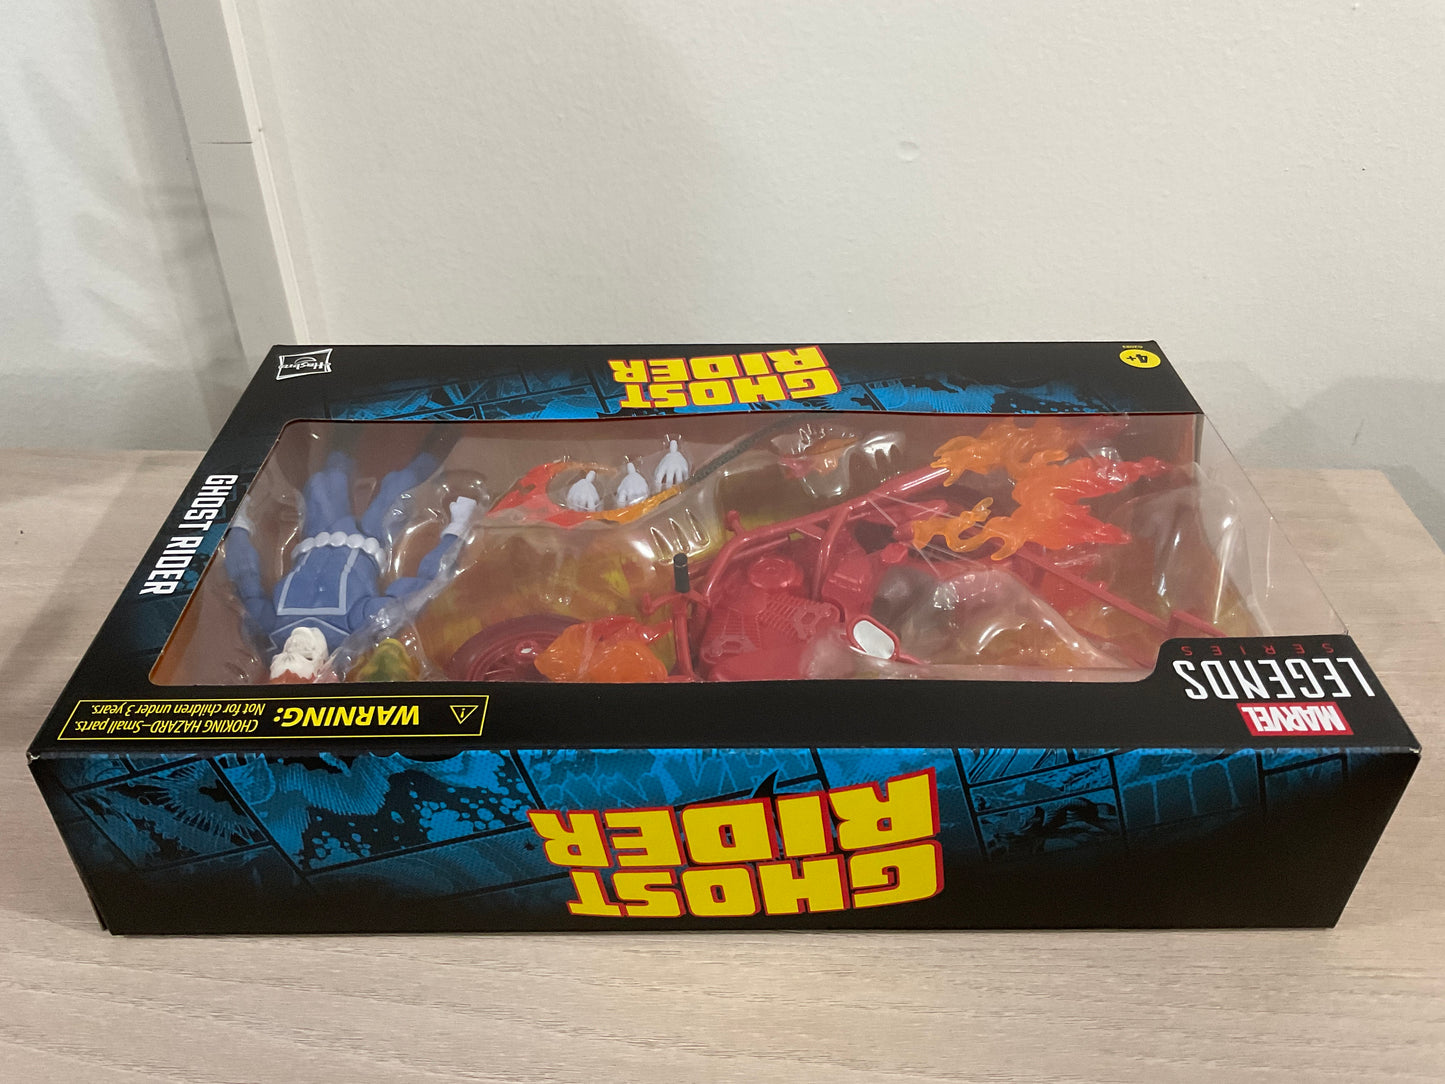 Hasbro
GHOST
RIDER
4+
GHOST RIDER
WARNING:
CHOKING HAZARD–Small parts.
Not for children under 3 years.
MARVEL
LEGENDS
SERIES
GHOST
RIDER